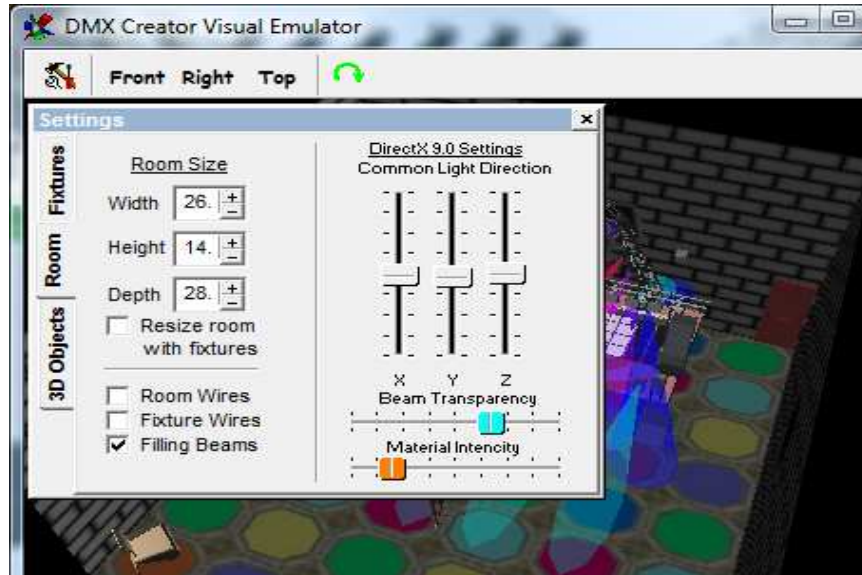 DMX Creator Visual Emulator
Front Right Top
Settings
Fixtures
Room
3D Objects
Room Size
Width 26.
Height 14.
Depth 28.
Resize room
with fixtures
Room Wires
Fixture Wires
Filling Beams
DirectX 9.0 Settings
Common Light Direction
X Y Z
Beam Transparency
Material Intencity